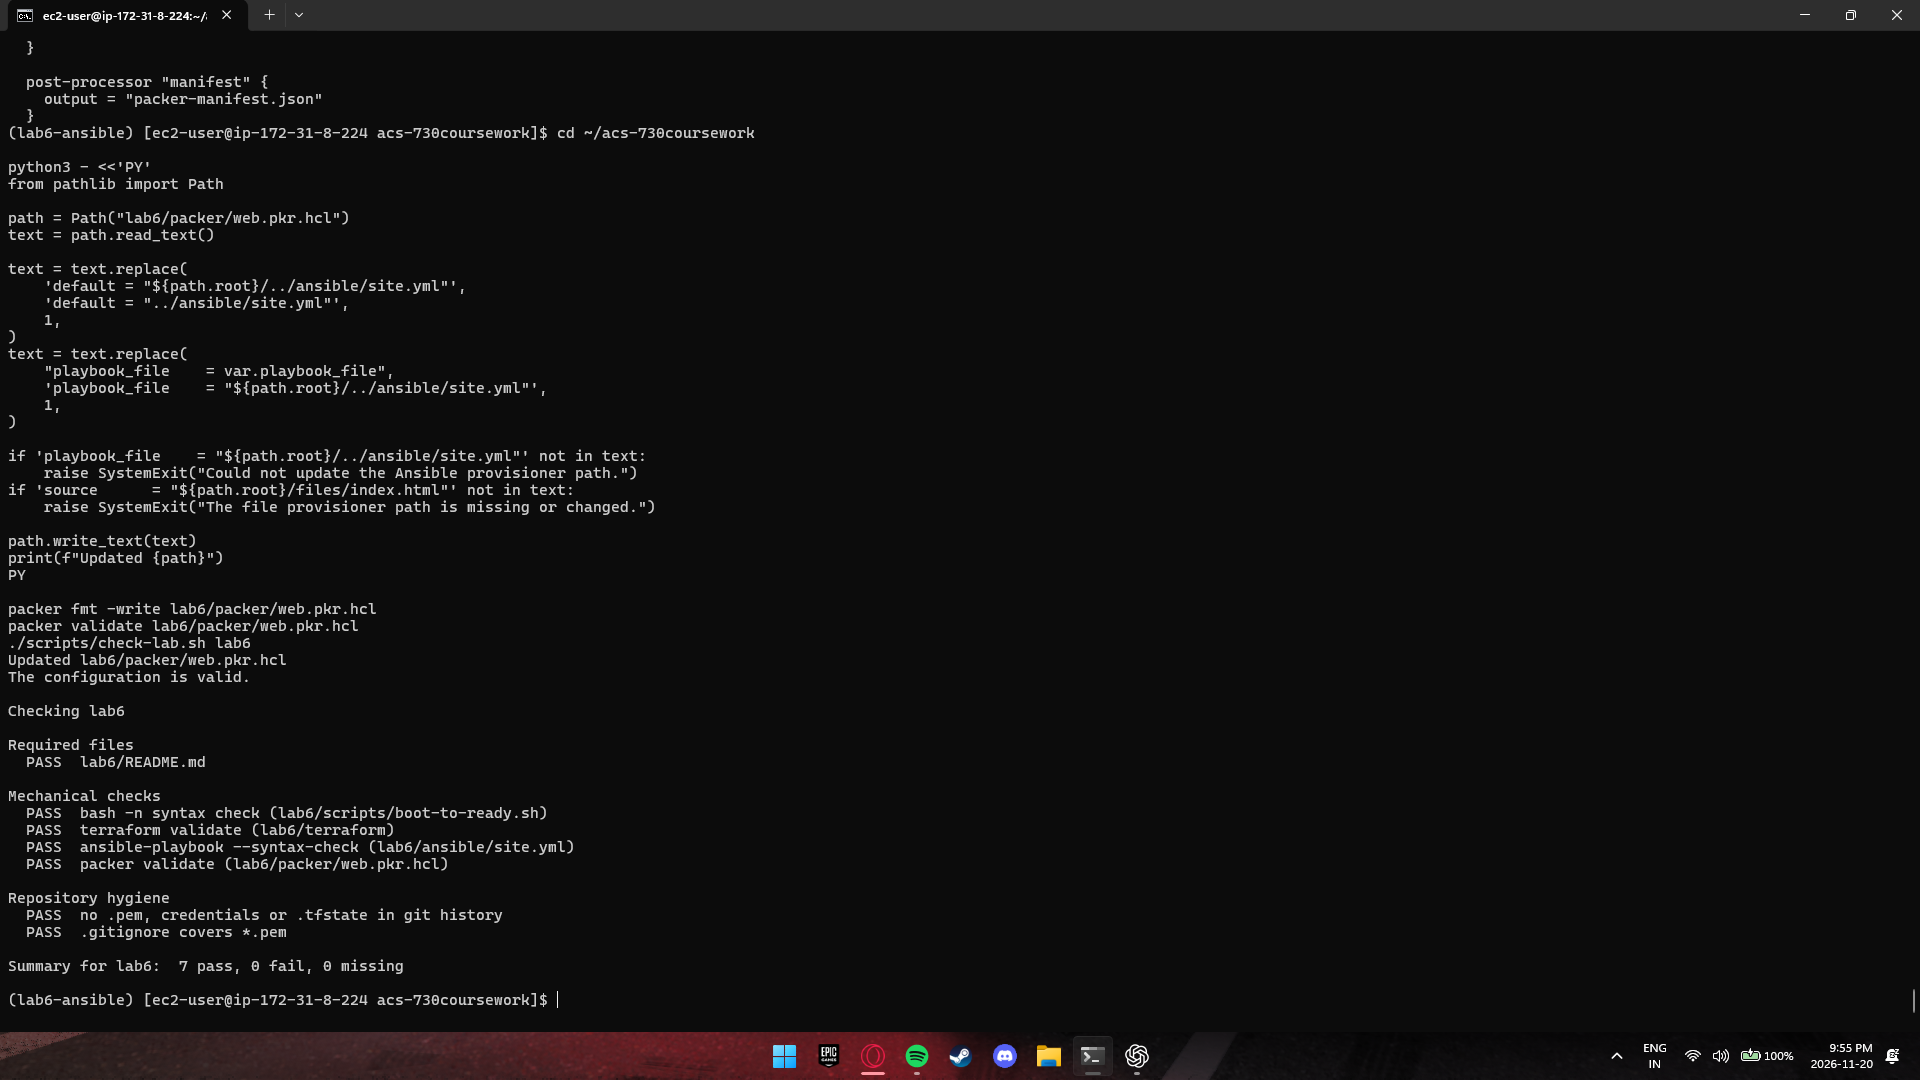 ec2-user@ip-172-31-8-224:~/
  }

  post-processor "manifest" {
    output = "packer-manifest.json"
  }
(lab6-ansible) [ec2-user@ip-172-31-8-224 acs-730coursework]$ cd ~/acs-730coursework

python3 - <<'PY'
from pathlib import Path

path = Path("lab6/packer/web.pkr.hcl")
text = path.read_text()

text = text.replace(
    'default = "${path.root}/../ansible/site.yml"',
    'default = "../ansible/site.yml"',
    1,
)
text = text.replace(
    "playbook_file    = var.playbook_file",
    'playbook_file    = "${path.root}/../ansible/site.yml"',
    1,
)

if 'playbook_file    = "${path.root}/../ansible/site.yml"' not in text:
    raise SystemExit("Could not update the Ansible provisioner path.")
if 'source      = "${path.root}/files/index.html"' not in text:
    raise SystemExit("The file provisioner path is missing or changed.")

path.write_text(text)
print(f"Updated {path}")
PY

packer fmt -write lab6/packer/web.pkr.hcl
packer validate lab6/packer/web.pkr.hcl
./scripts/check-lab.sh lab6
Updated lab6/packer/web.pkr.hcl
The configuration is valid.

Checking lab6

Required files
  PASS  lab6/README.md

Mechanical checks
  PASS  bash -n syntax check (lab6/scripts/boot-to-ready.sh)
  PASS  terraform validate (lab6/terraform)
  PASS  ansible-playbook --syntax-check (lab6/ansible/site.yml)
  PASS  packer validate (lab6/packer/web.pkr.hcl)

Repository hygiene
  PASS  no .pem, credentials or .tfstate in git history
  PASS  .gitignore covers *.pem

Summary for lab6:  7 pass, 0 fail, 0 missing

(lab6-ansible) [ec2-user@ip-172-31-8-224 acs-730coursework]$
EPIC GAMES
ENG
IN
100%
9:55 PM
2026-11-20